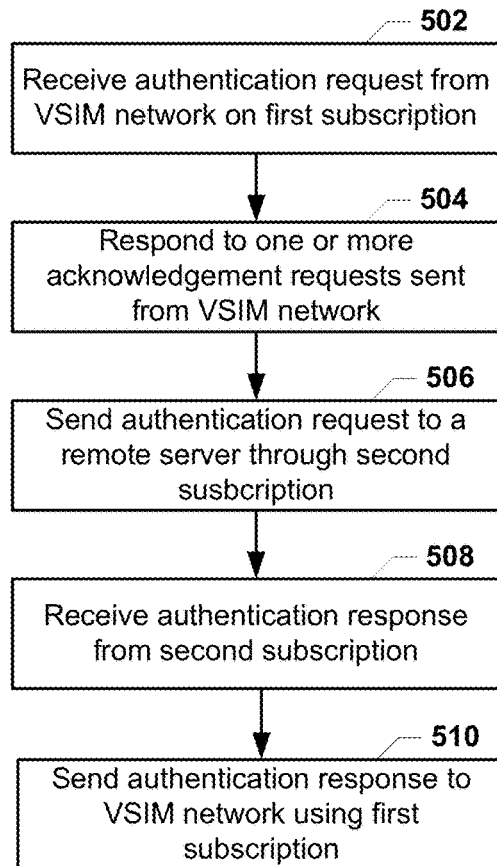 502
Receive authentication request from
VSIM network on first subscription
504
Respond to one or more
acknowledgement requests sent
from VSIM network
506
Send authentication request to a
remote server through second
susbcription
508
Receive authentication response
from second subscription
510
Send authentication response to
VSIM network using first
subscription